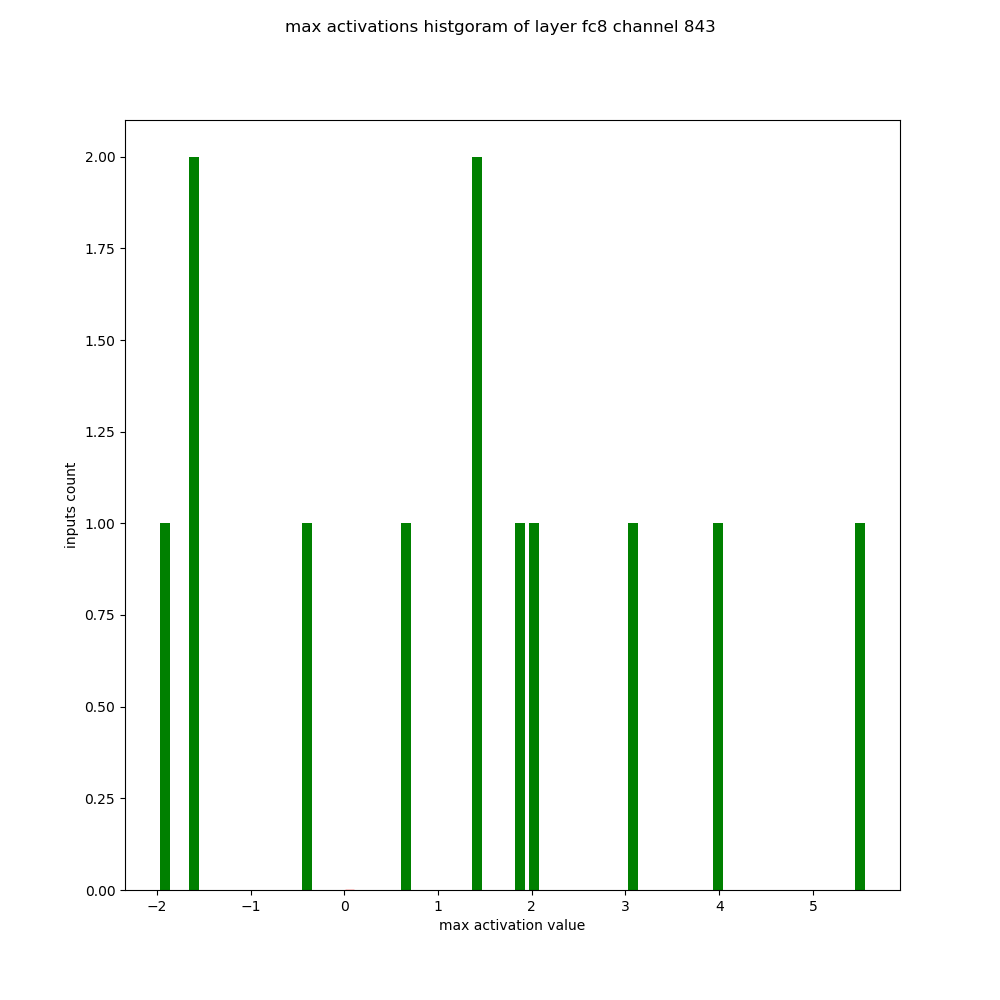 max activations histgoram of layer fc8 channel 843
2.00
1.75
1.50
1.25
1.00
0.75
0.50
0.25
0.00
inputs count
−2 −1 0 1 2 3 4 5
max activation value